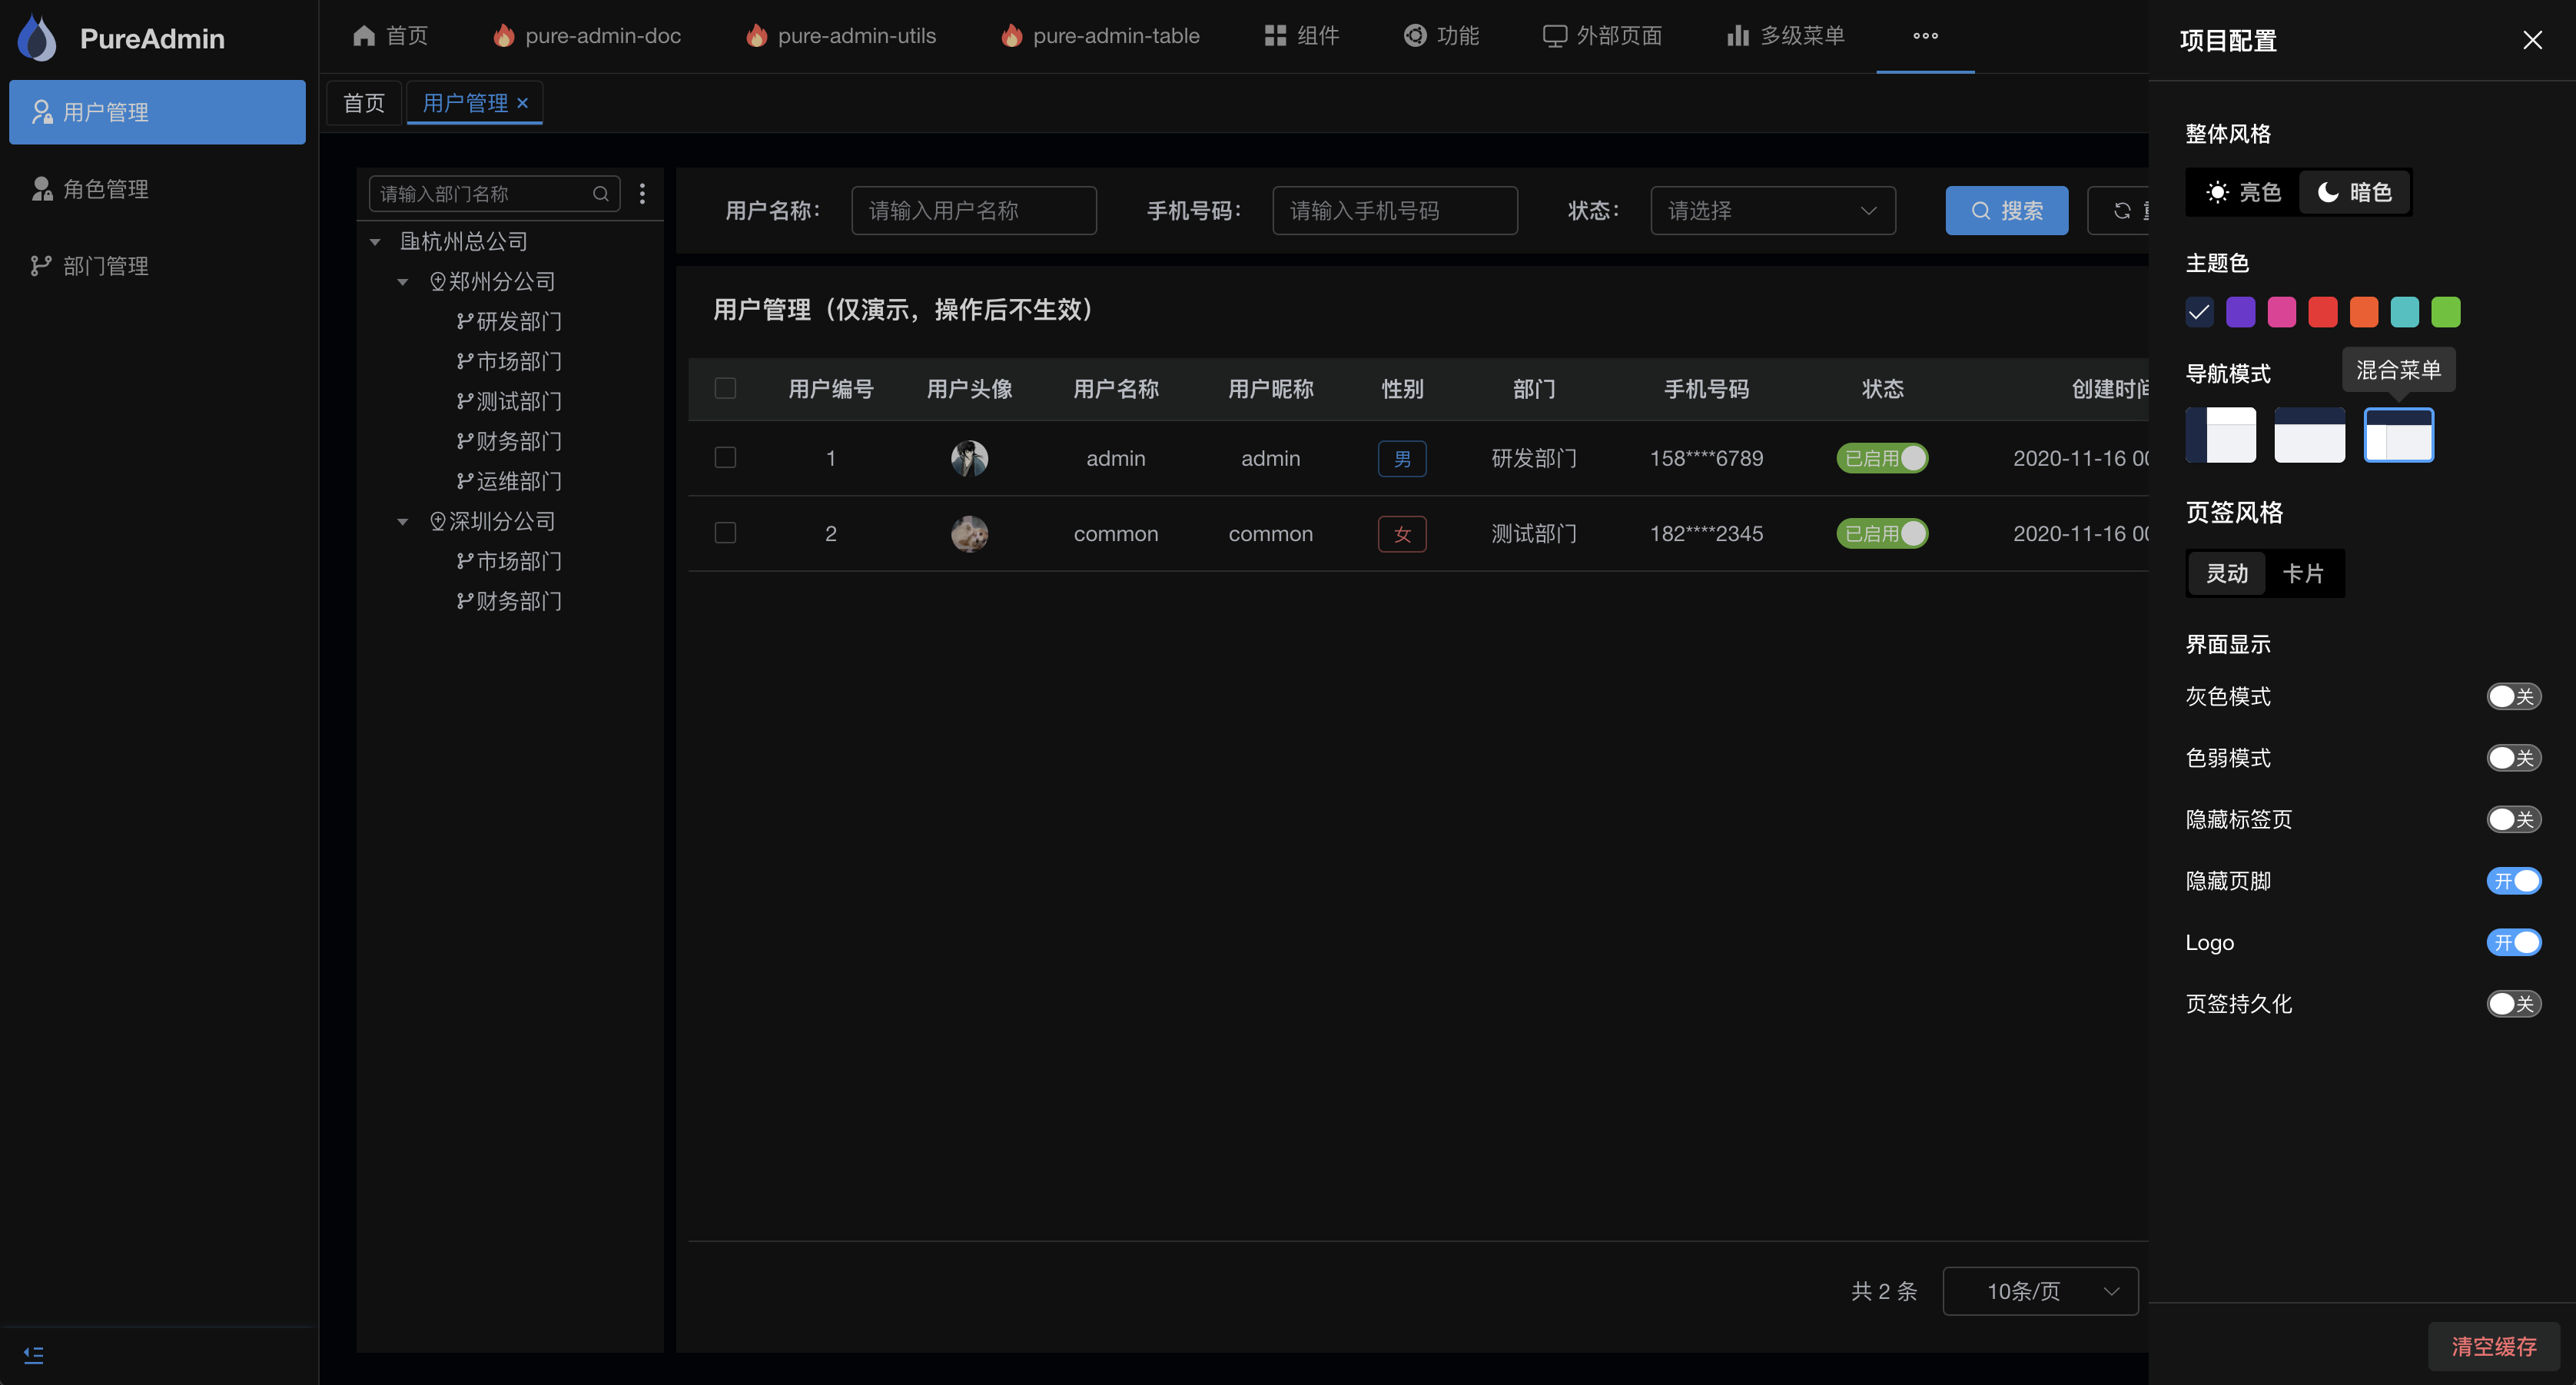 PureAdmin
用户管理
角色管理
部门管理
首页
pure-admin-doc
pure-admin-utils
pure-admin-table
组件
功能
外部页面
多级菜单
首页
用户管理
请输入部门名称
杭州总公司
郑州分公司
研发部门
市场部门
测试部门
财务部门
运维部门
深圳分公司
市场部门
财务部门
用户名称：
请输入用户名称
手机号码：
请输入手机号码
状态：
请选择
搜索
用户管理（仅演示，操作后不生效）
用户编号 用户头像 用户名称 用户昵称 性别 部门 手机号码 状态 创建时间
1 admin admin 男 研发部门 158****6789 已启用 2020-11-16
2 common common 女 测试部门 182****2345 已启用 2020-11-16
共 2 条
10条/页
项目配置
整体风格
亮色
暗色
主题色
导航模式
混合菜单
页签风格
灵动
卡片
界面显示
灰色模式
关
色弱模式
关
隐藏标签页
关
隐藏页脚
开
Logo
开
页签持久化
关
清空缓存